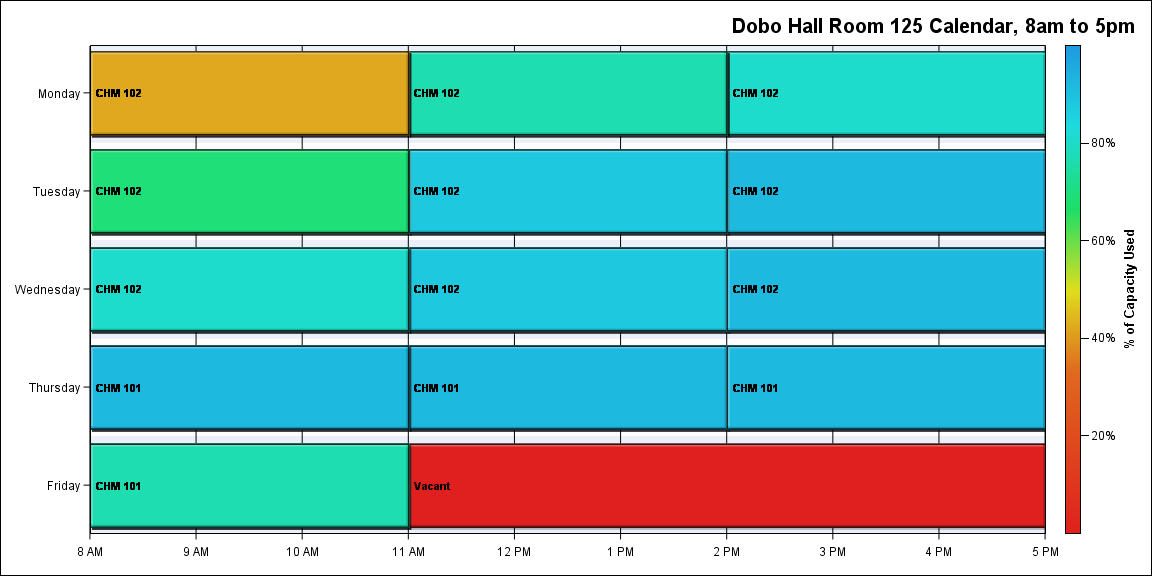 Dobo Hall Room 125 Calendar, 8am to 5pm
Monday
CHM 102
CHM 102
CHM 102
Tuesday
CHM 102
CHM 102
CHM 102
Wednesday
CHM 102
CHM 102
CHM 102
Thursday
CHM 101
CHM 101
CHM 101
Friday
CHM 101
Vacant
8 AM
9 AM
10 AM
11 AM
12 PM
1 PM
2 PM
3 PM
4 PM
5 PM
80%
60%
40%
20%
% of Capacity Used